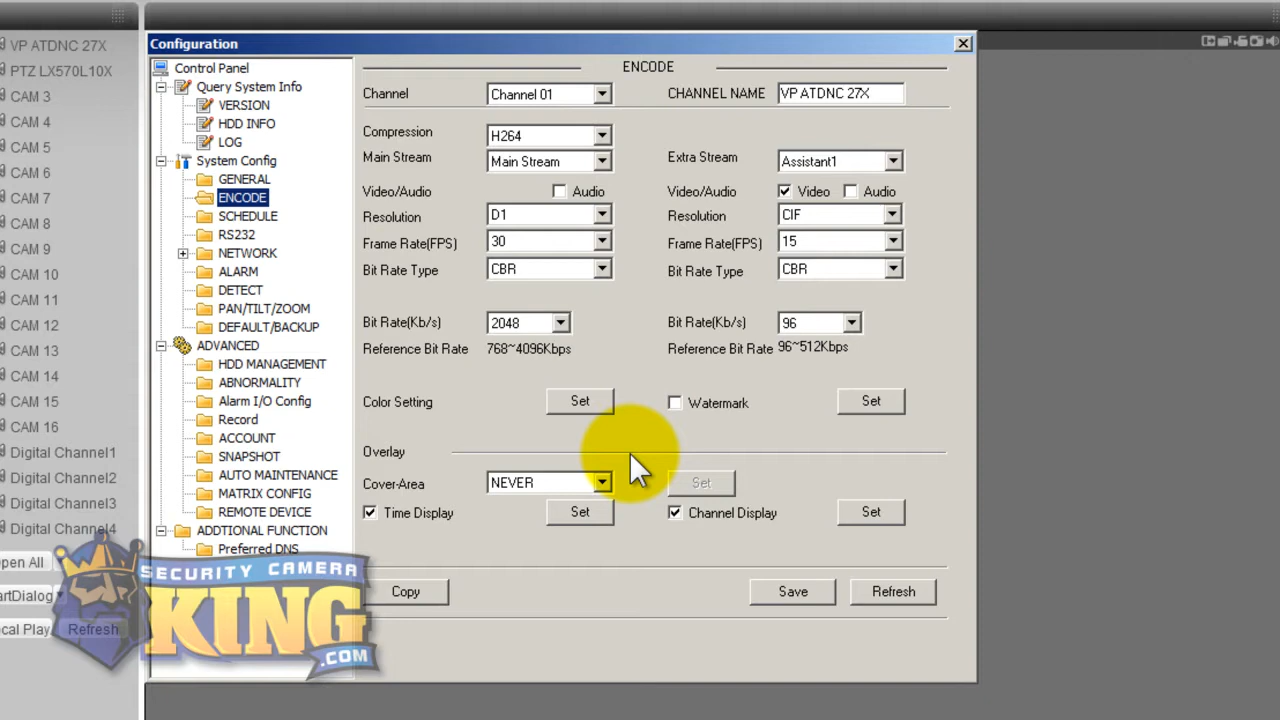 VP ATDNC 27X
PTZ LX570L10X
CAM 3
CAM 4
CAM 5
CAM 6
CAM 7
CAM 8
CAM 9
CAM 10
CAM 11
CAM 12
CAM 13
CAM 14
CAM 15
CAM 16
Digital Channel1
Digital Channel2
Digital Channel3
Digital Channel4
pen All
artDialog
cal Play
Refresh
Configuration
Control Panel
Query System Info
VERSION
HDD INFO
LOG
System Config
GENERAL
ENCODE
SCHEDULE
RS232
NETWORK
ALARM
DETECT
PAN/TILT/ZOOM
DEFAULT/BACKUP
ADVANCED
HDD MANAGEMENT
ABNORMALITY
Alarm I/O Config
Record
ACCOUNT
SNAPSHOT
AUTO MAINTENANCE
MATRIX CONFIG
REMOTE DEVICE
ADDTIONAL FUNCTION
Preferred DNS
ENCODE
Channel Channel 01 CHANNEL NAME VP ATDNC 27X
Compression H264
Main Stream Main Stream Extra Stream Assistant1
Video/Audio Audio Video/Audio Video Audio
Resolution D1 Resolution CIF
Frame Rate(FPS) 30 Frame Rate(FPS) 15
Bit Rate Type CBR Bit Rate Type CBR
Bit Rate(Kb/s) 2048 Bit Rate(Kb/s) 96
Reference Bit Rate 768~4096Kbps Reference Bit Rate 96~512Kbps
Color Setting Set Watermark Set
Overlay
Cover-Area NEVER Set
Time Display Set Channel Display Set
Copy Save Refresh
SECURITY CAMERA
KING
.COM